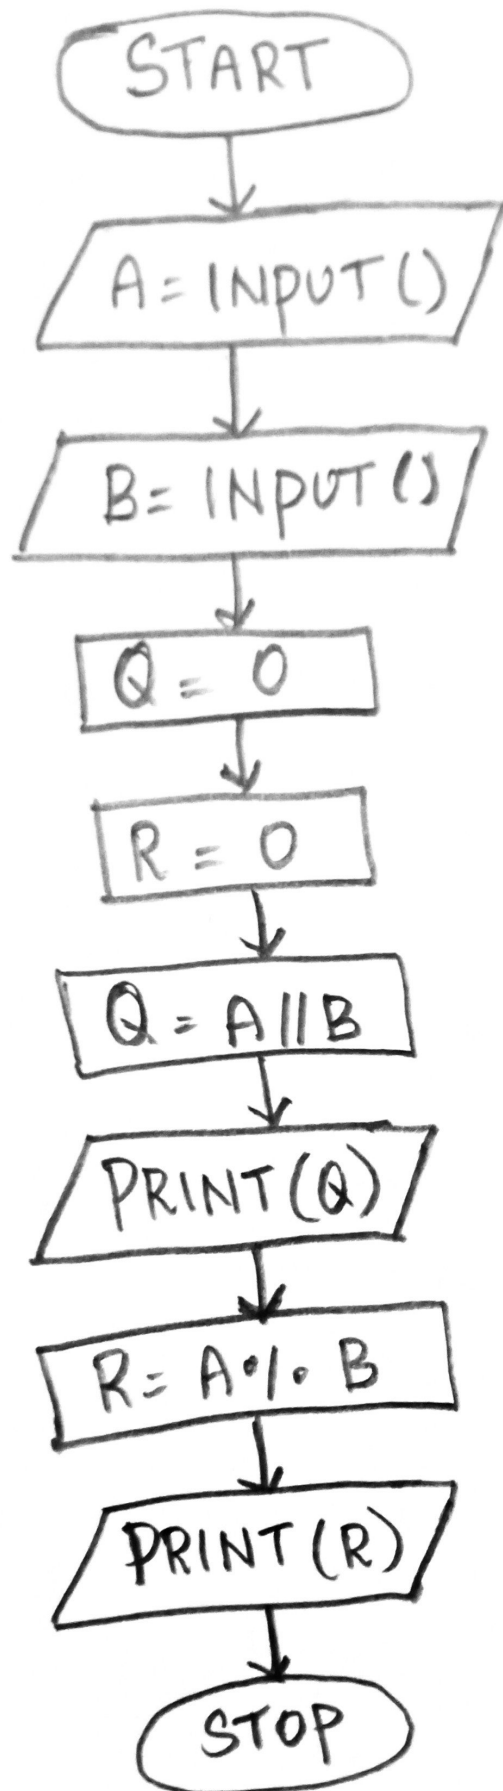 START
A = INPUT()
B = INPUT()
Q = 0
R = 0
Q = A//B
PRINT(Q)
R = A % B
PRINT(R)
STOP